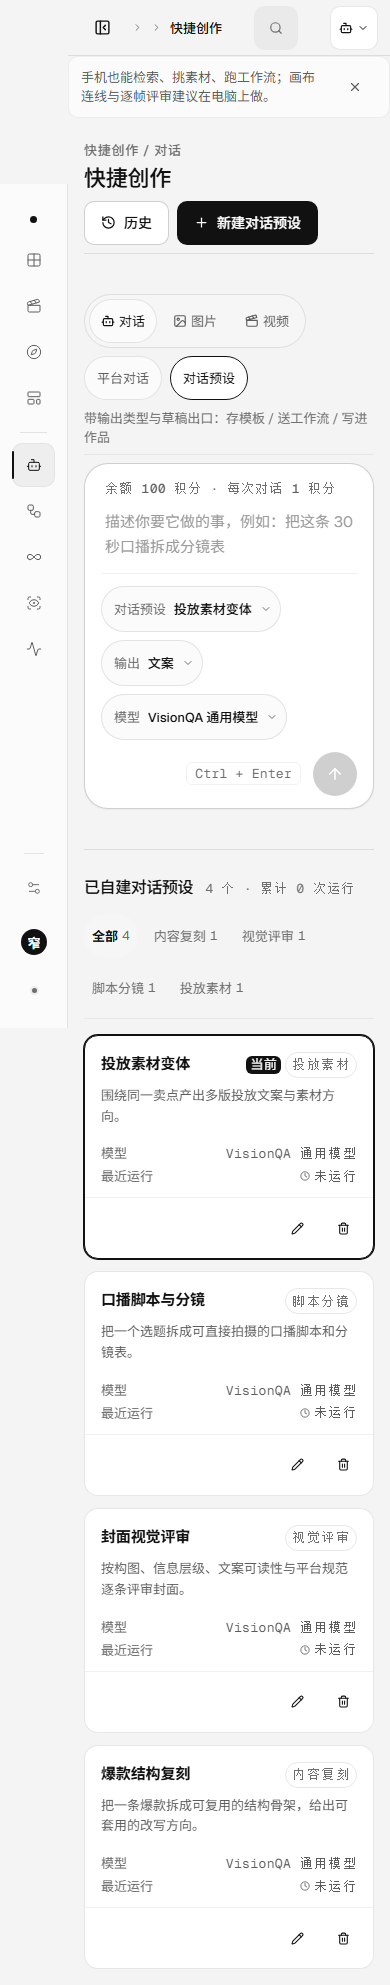 快捷创作
手机也能检索、挑素材、跑工作流；画布
连线与逐帧评审建议在电脑上做。
快捷创作 / 对话
快捷创作
历史
新建对话预设
对话 图片 视频
平台对话 对话预设
带输出类型与草稿出口：存模板 / 送工作流 / 写进
作品
余额 100 积分 · 每次对话 1 积分
描述你要它做的事，例如：把这条 30
秒口播拆成分镜表
对话预设 投放素材变体
输出 文案
模型 VisionQA 通用模型
Ctrl + Enter
已自建对话预设 4 个 · 累计 0 次运行
全部 4 内容复刻 1 视觉评审 1
脚本分镜 1 投放素材 1
窄
投放素材变体 当前 投放素材
围绕同一卖点产出多版投放文案与素材方
向。
模型 VisionQA 通用模型
最近运行 未运行
口播脚本与分镜 脚本分镜
把一个选题拆成可直接拍摄的口播脚本和分
镜表。
模型 VisionQA 通用模型
最近运行 未运行
封面视觉评审 视觉评审
按构图、信息层级、文案可读性与平台规范
逐条评审封面。
模型 VisionQA 通用模型
最近运行 未运行
爆款结构复刻 内容复刻
把一条爆款拆成可复用的结构骨架，给出可
套用的改写方向。
模型 VisionQA 通用模型
最近运行 未运行